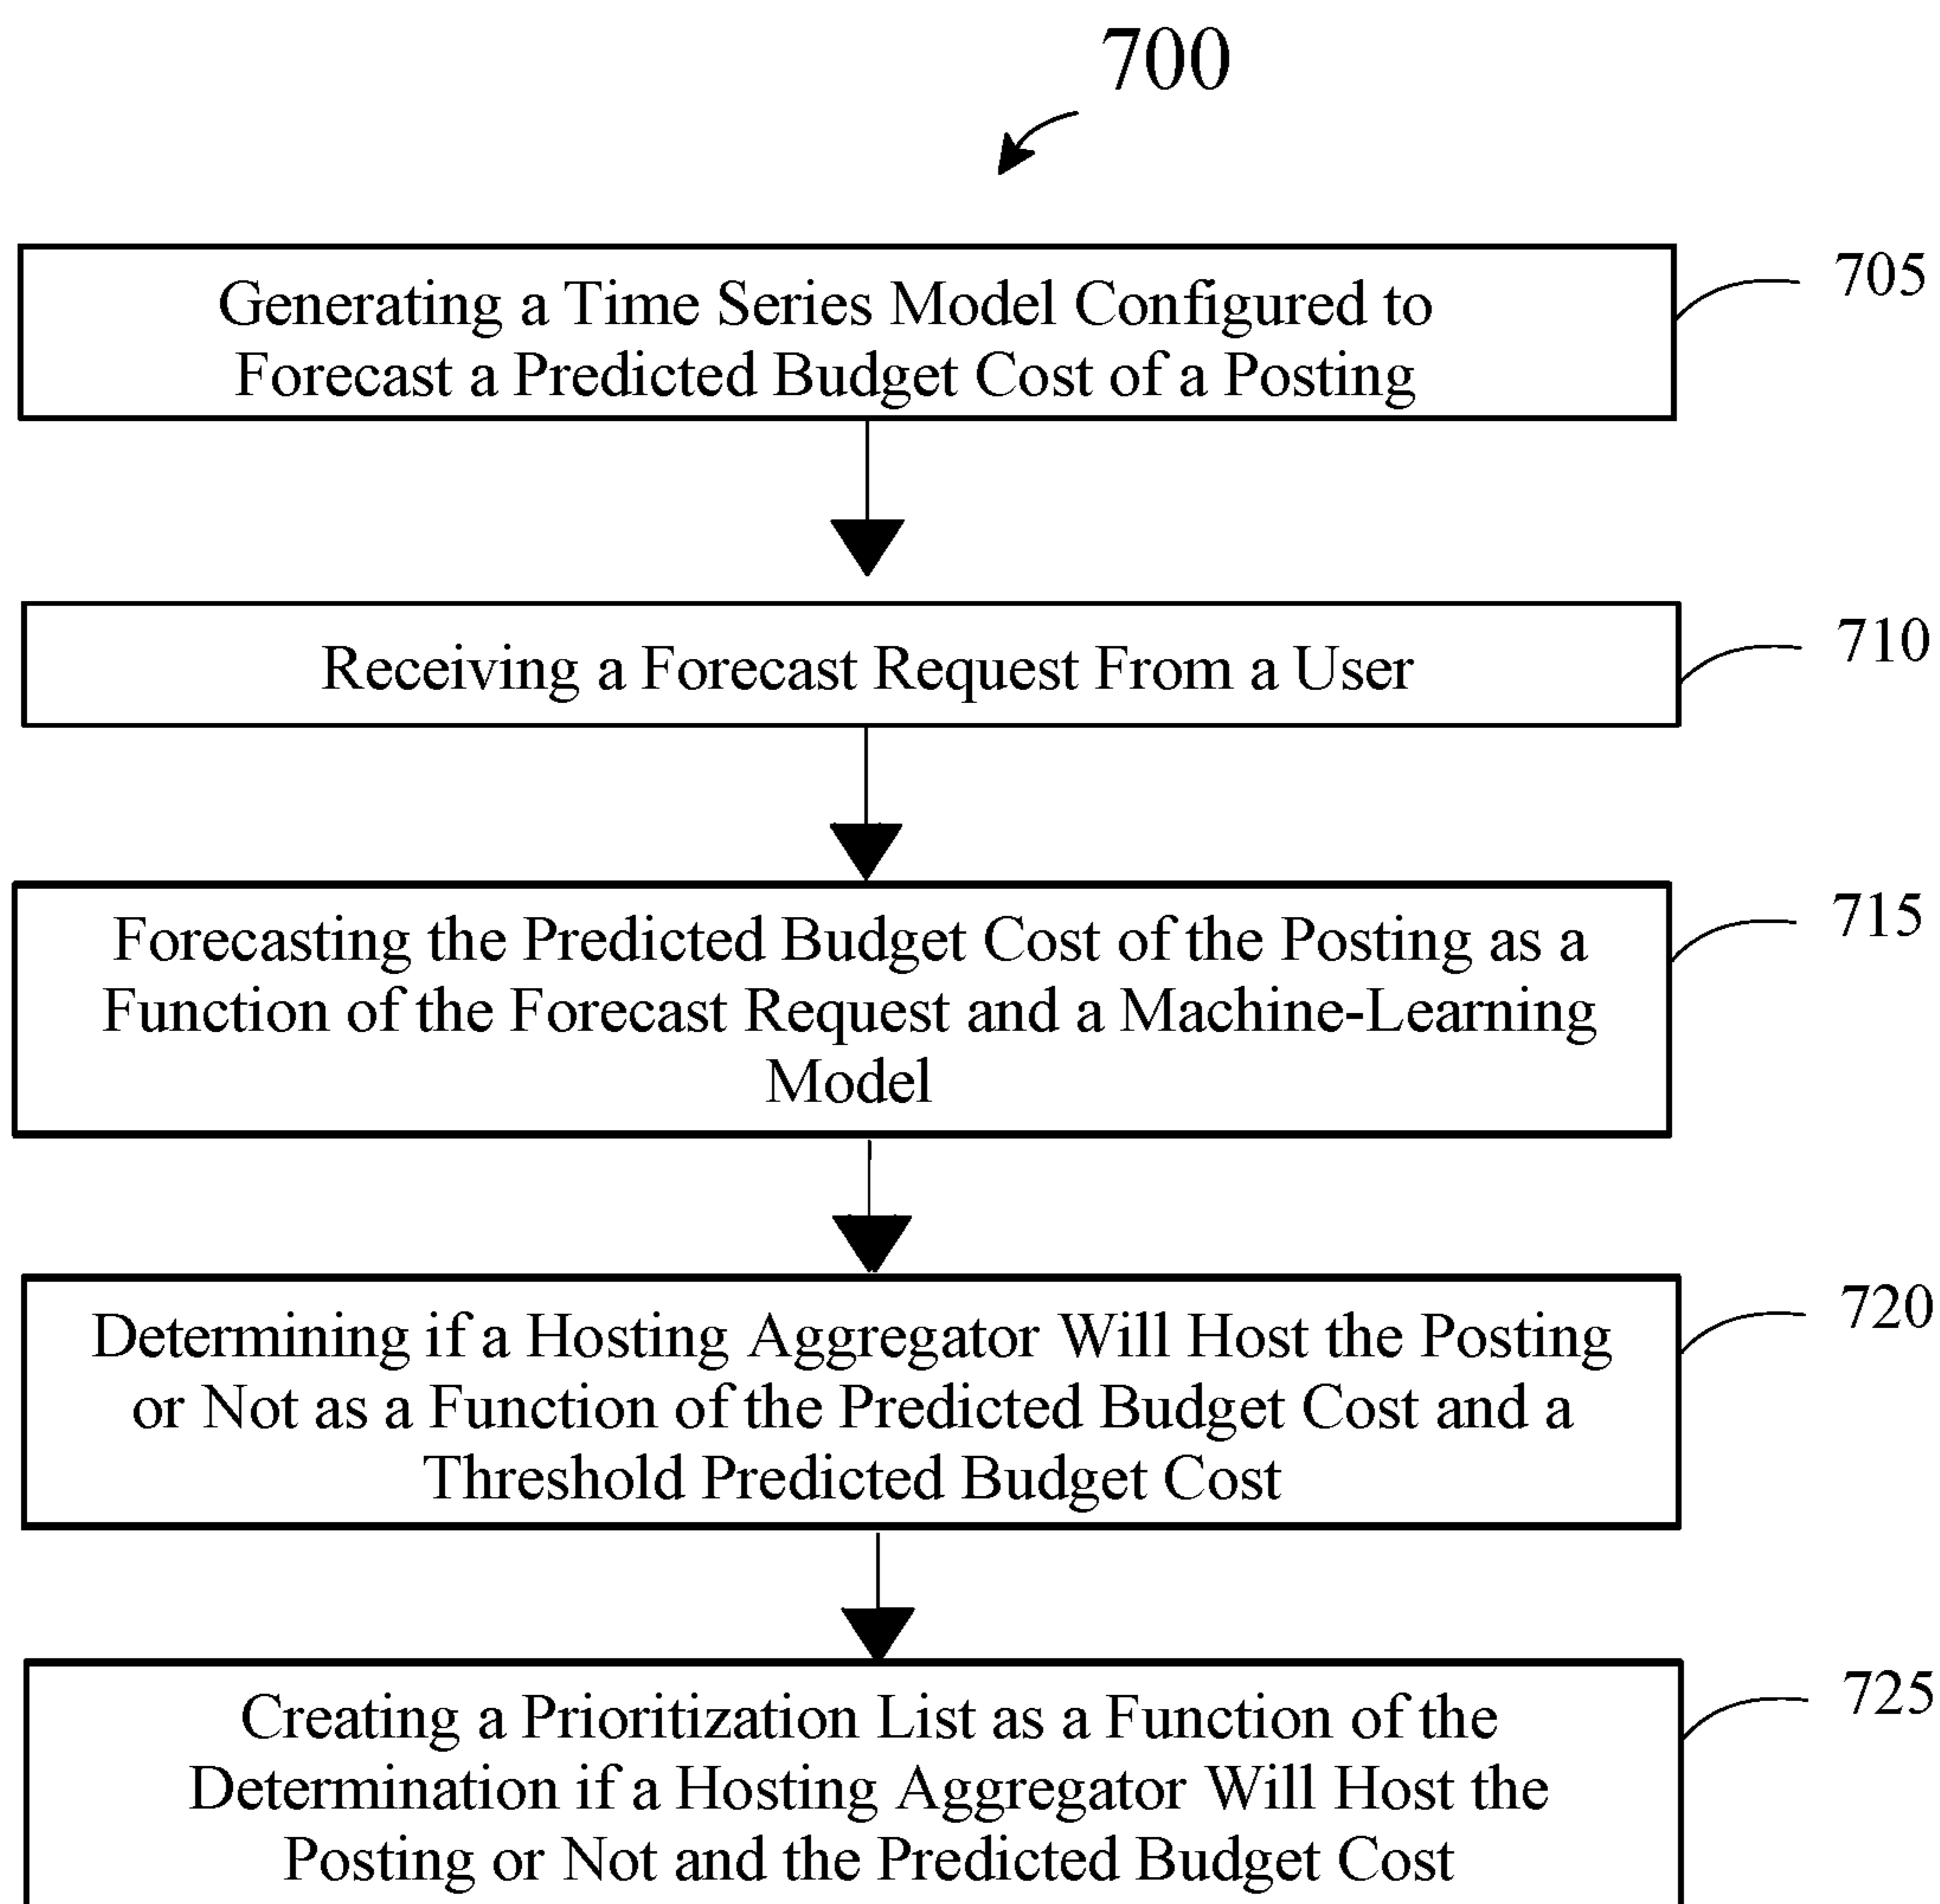 700
Generating a Time Series Model Configured to
Forecast a Predicted Budget Cost of a Posting
705
Receiving a Forecast Request From a User
710
Forecasting the Predicted Budget Cost of the Posting as a
Function of the Forecast Request and a Machine-Learning
Model
715
Determining if a Hosting Aggregator Will Host the Posting
or Not as a Function of the Predicted Budget Cost and a
Threshold Predicted Budget Cost
720
Creating a Prioritization List as a Function of the
Determination if a Hosting Aggregator Will Host the
Posting or Not and the Predicted Budget Cost
725